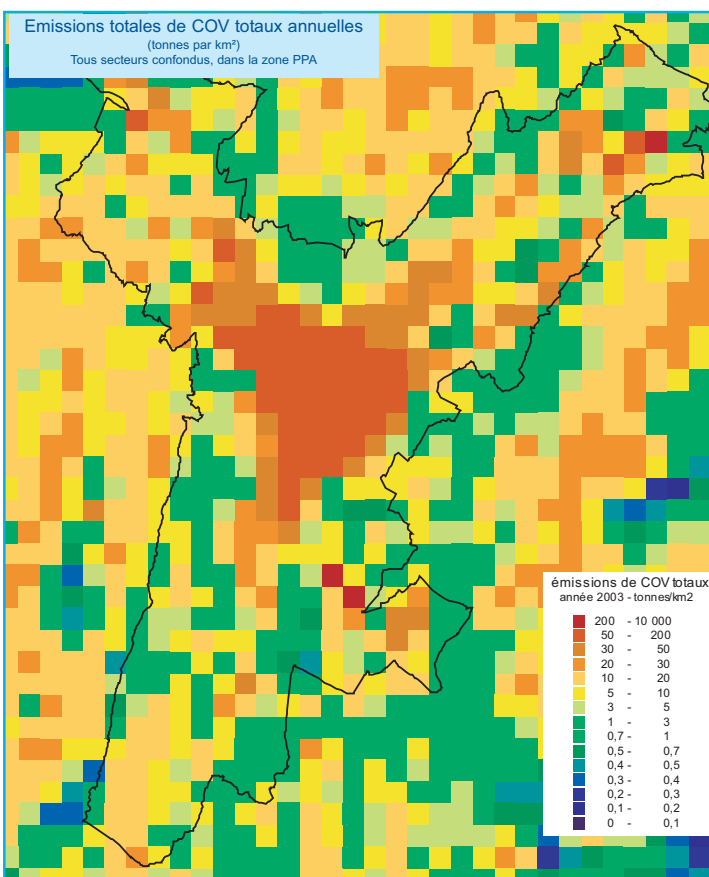 Emissions totales de COV totaux annuelles
(tonnes par km²)
Tous secteurs confondus, dans la zone PPA
émissions de COV totaux
année 2003 - tonnes/km2
200 - 10 000
50 - 200
30 - 50
20 - 30
10 - 20
5 - 10
3 - 5
1 - 3
0,7 - 1
0,5 - 0,7
0,4 - 0,5
0,3 - 0,4
0,2 - 0,3
0,1 - 0,2
0 - 0,1